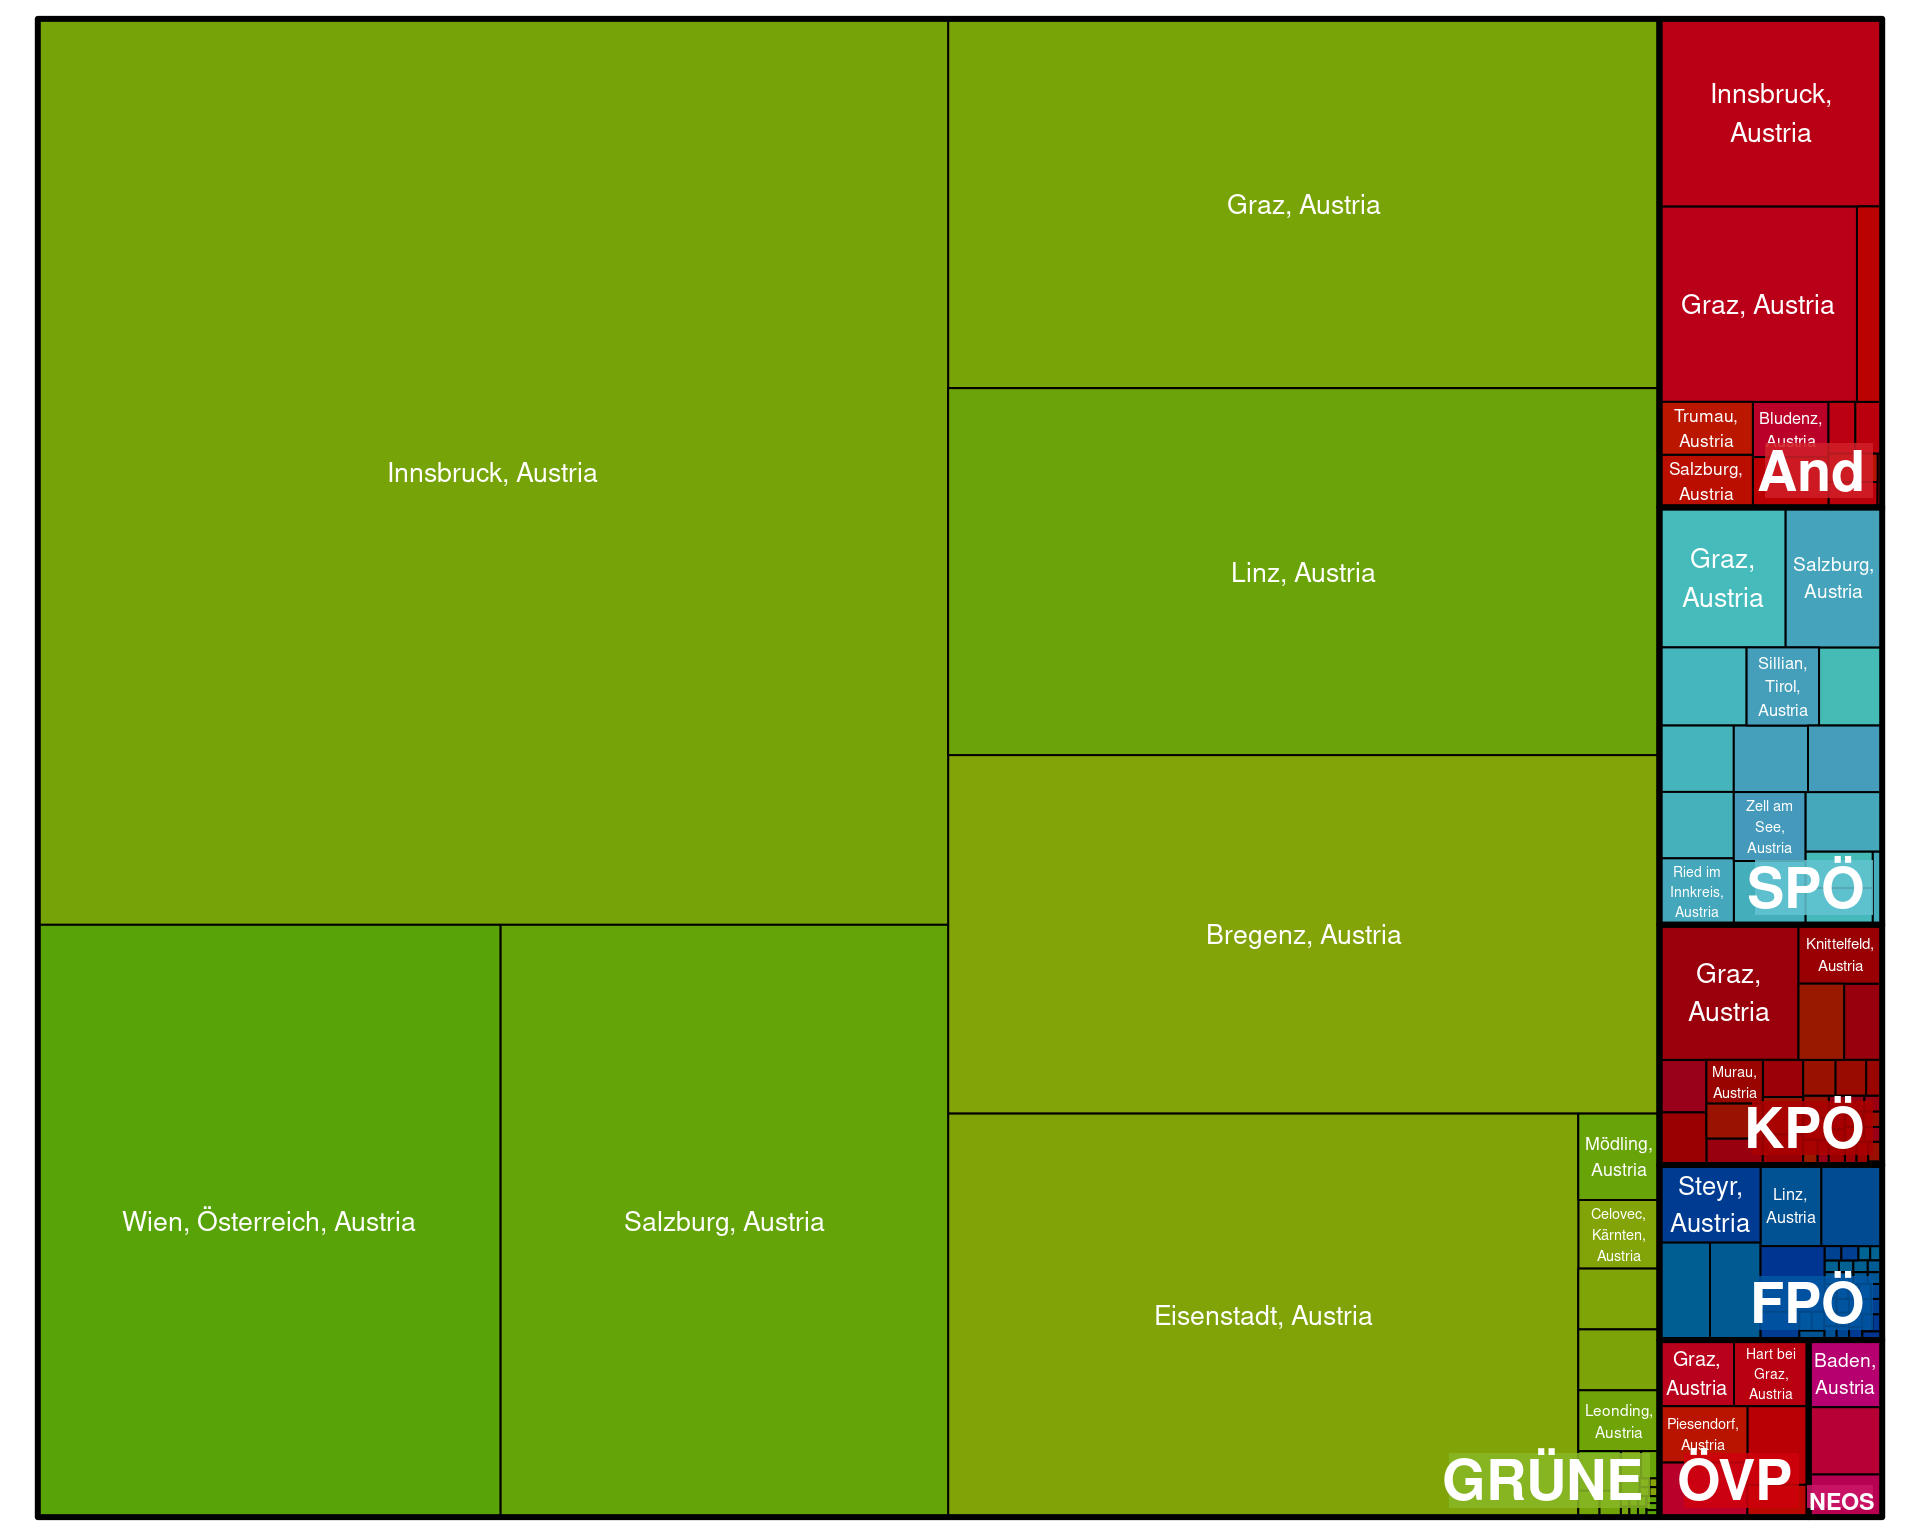 Innsbruck, Austria
Wien, Österreich, Austria
Salzburg, Austria
Graz, Austria
Linz, Austria
Bregenz, Austria
Eisenstadt, Austria
Mödling,
Austria
Celovec,
Kärnten,
Austria
Leonding,
Austria
GRÜNE
Innsbruck,
Austria
Graz, Austria
Trumau,
Austria
Bludenz,
Austria
Salzburg,
Austria
And
Graz,
Austria
Salzburg,
Austria
Sillian,
Tirol,
Austria
Zell am
See,
Austria
Ried im
Innkreis,
Austria
SPÖ
Graz,
Austria
Knittelfeld,
Austria
Murau,
Austria
KPÖ
Steyr,
Austria
Linz,
Austria
FPÖ
Graz,
Austria
Hart bei
Graz,
Austria
Piesendorf,
Austria
ÖVP
Baden,
Austria
NEOS